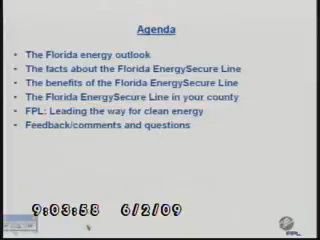 Agenda
• The Florida energy outlook
• The facts about the Florida EnergySecure Line
• The benefits of the Florida EnergySecure Line
• The Florida EnergySecure Line in your county
• FPL: Leading the way for clean energy
• Feedback/comments and questions
9:03:58 6/2/09
FPL